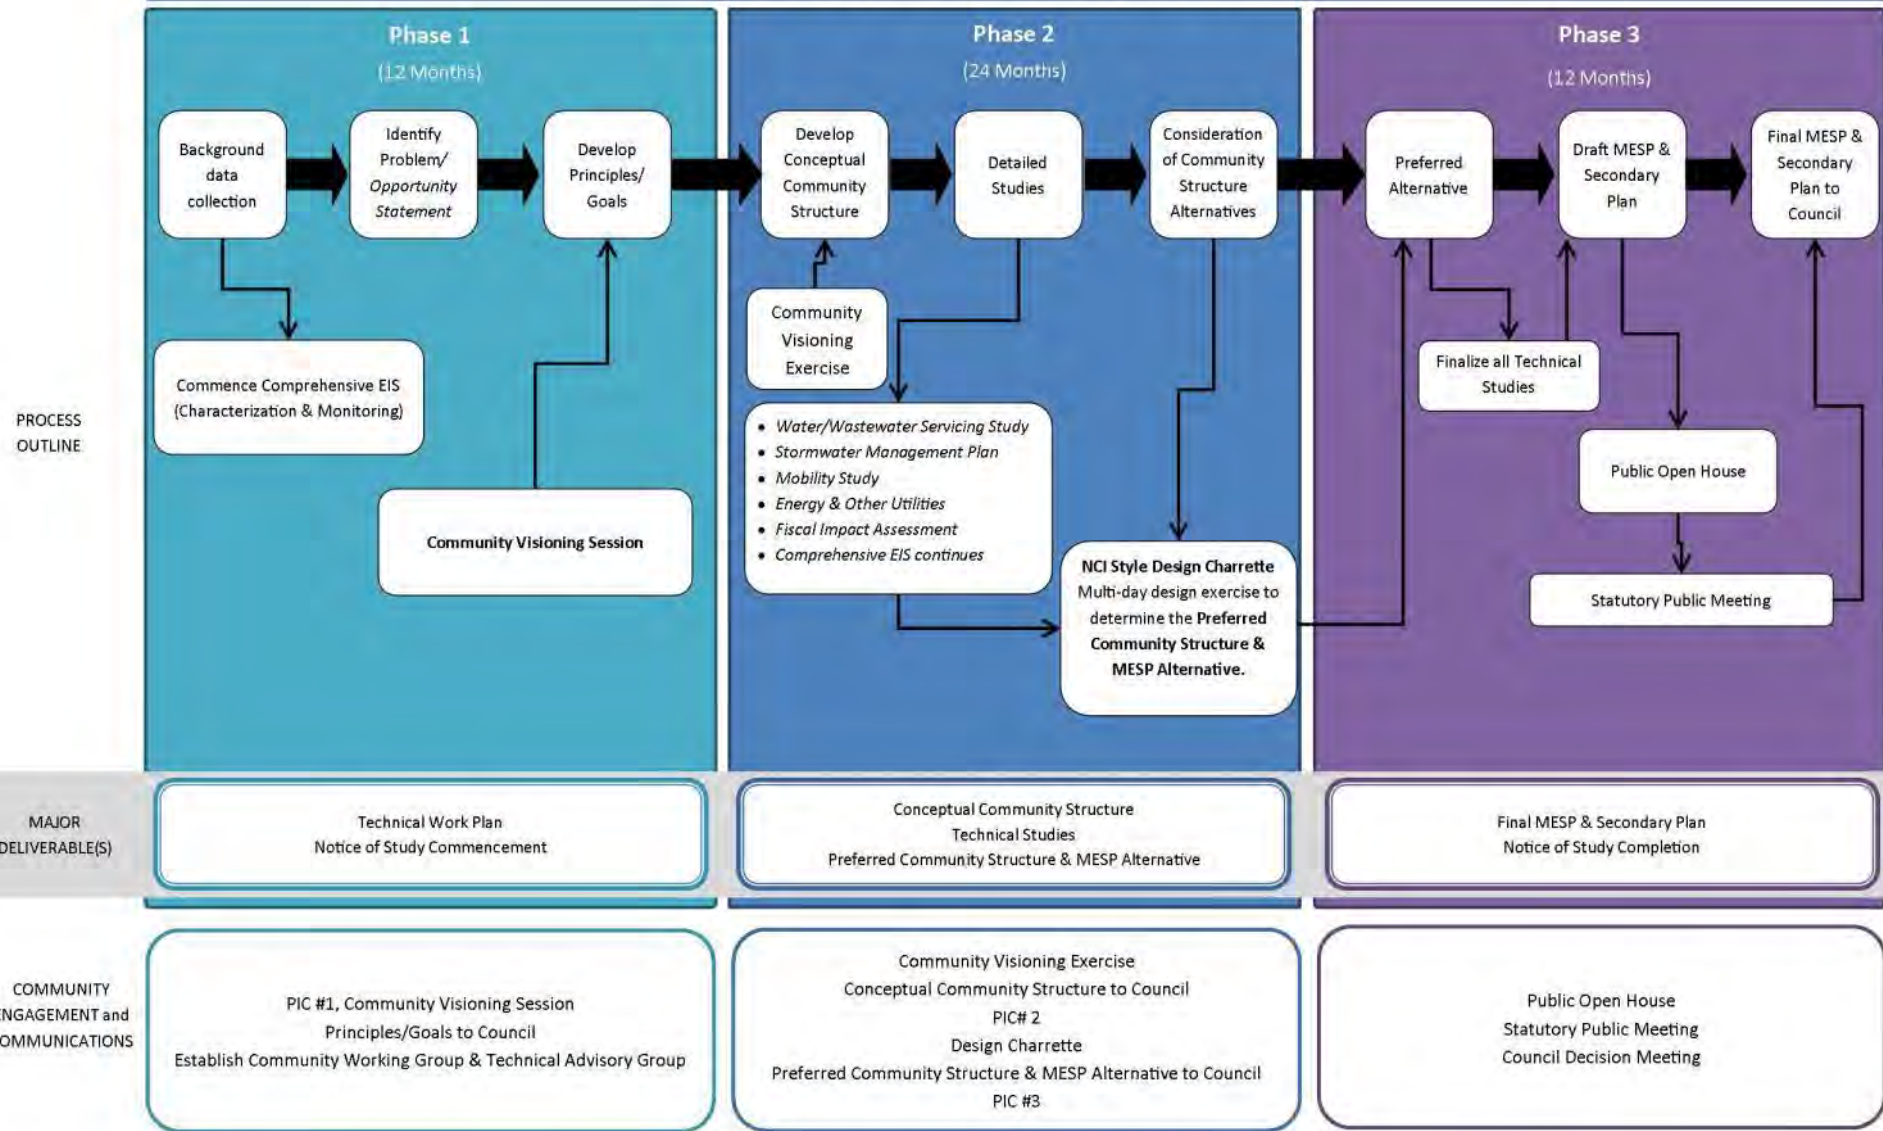 Phase 1
(12 Months)
Background
data
collection
Identify
Problem/
Opportunity
Statement
Develop
Principles/
Goals
Commence Comprehensive EIS
(Characterization & Monitoring)
Community Visioning Session
Phase 2
(24 Months)
Develop
Conceptual
Community
Structure
Detailed
Studies
Consideration
of Community
Structure
Alternatives
Community
Visioning
Exercise
• Water/Wastewater Servicing Study
• Stormwater Management Plan
• Mobility Study
• Energy & Other Utilities
• Fiscal Impact Assessment
• Comprehensive EIS continues
NCI Style Design Charrette
Multi-day design exercise to
determine the Preferred
Community Structure &
MESP Alternative.
Phase 3
(12 Months)
Preferred
Alternative
Draft MESP &
Secondary
Plan
Final MESP &
Secondary
Plan to
Council
Finalize all Technical
Studies
Public Open House
Statutory Public Meeting
PROCESS
OUTLINE
MAJOR
DELIVERABLE(S)
Technical Work Plan
Notice of Study Commencement
Conceptual Community Structure
Technical Studies
Preferred Community Structure & MESP Alternative
Final MESP & Secondary Plan
Notice of Study Completion
COMMUNITY
ENGAGEMENT and
COMMUNICATIONS
PIC #1, Community Visioning Session
Principles/Goals to Council
Establish Community Working Group & Technical Advisory Group
Community Visioning Exercise
Conceptual Community Structure to Council
PIC# 2
Design Charrette
Preferred Community Structure & MESP Alternative to Council
PIC #3
Public Open House
Statutory Public Meeting
Council Decision Meeting